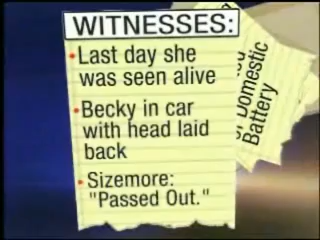 WITNESSES:
• Last day she
was seen alive
• Becky in car
with head laid
back
• Sizemore:
"Passed Out."
Domestic
Battery